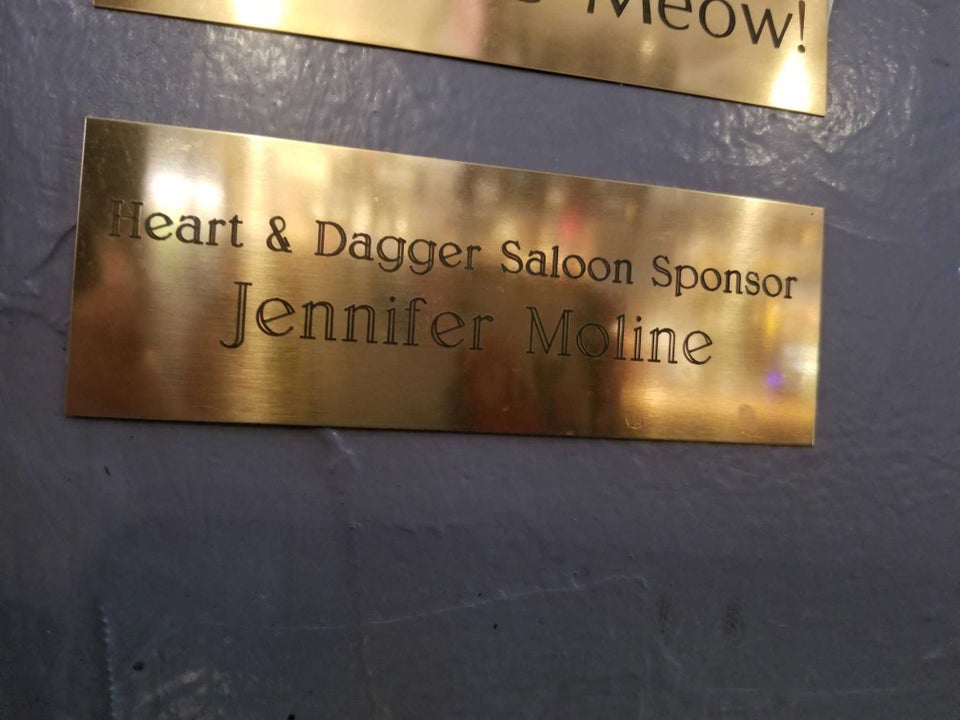 Meow!
Heart & Dagger Saloon Sponsor
Jennifer Moline